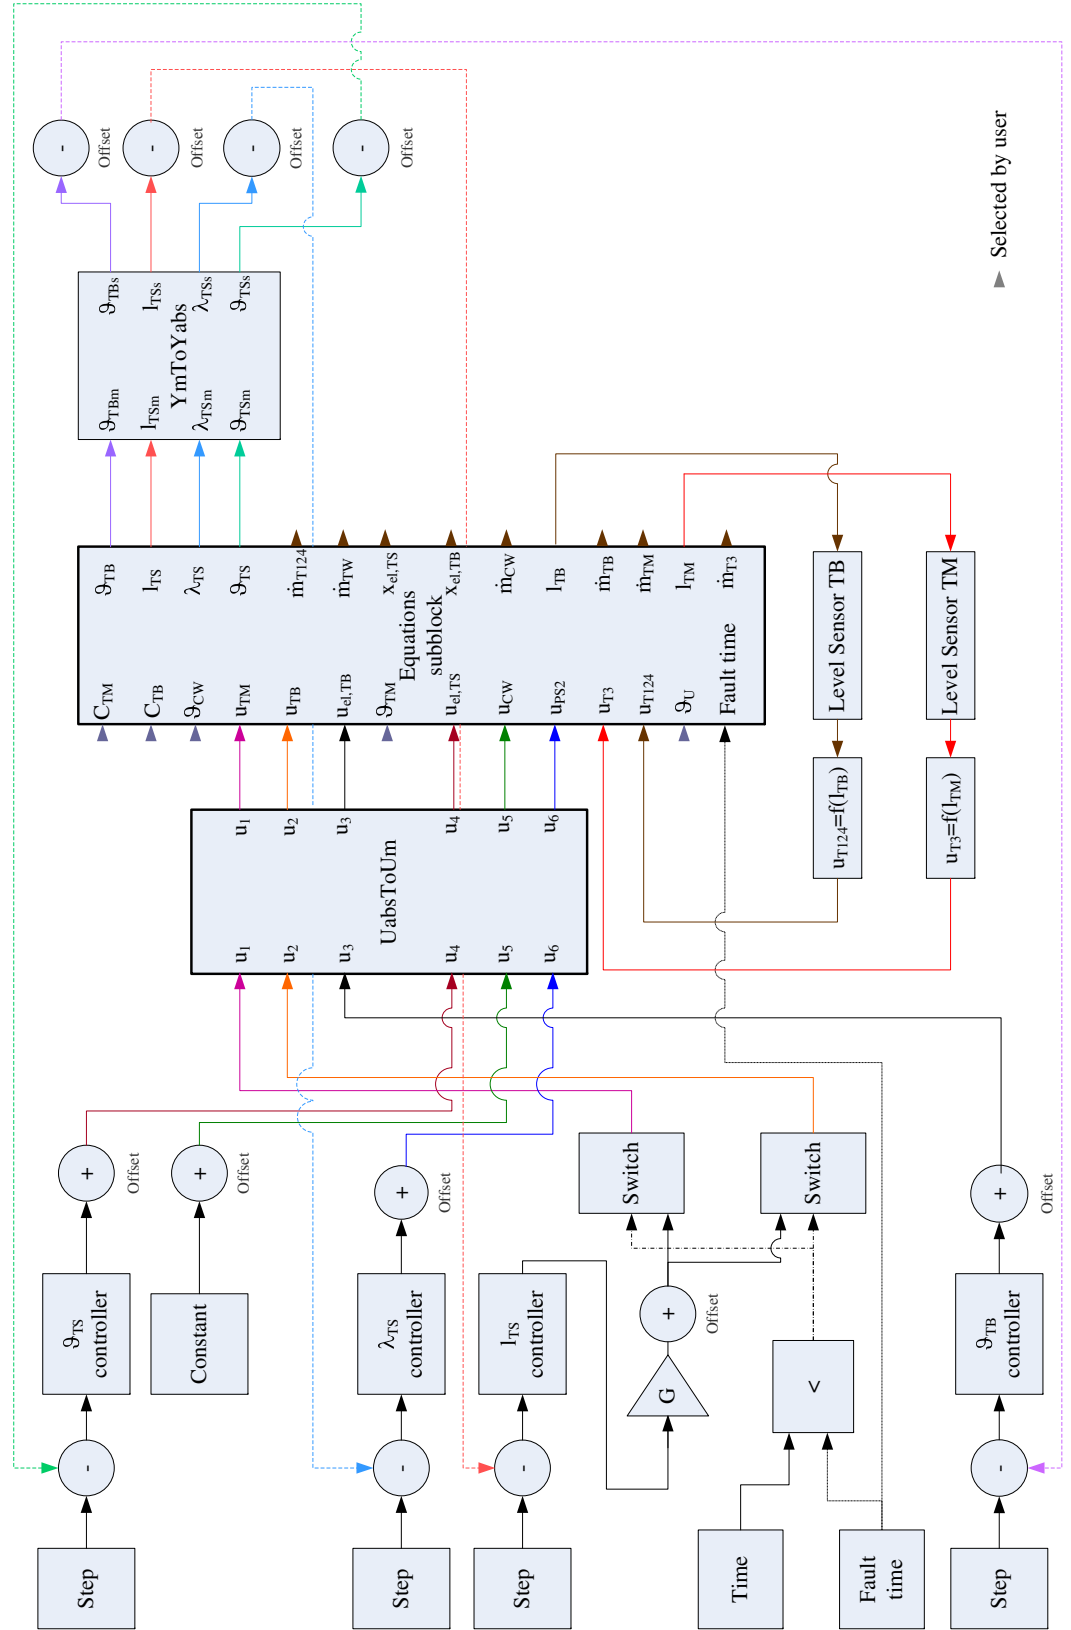 Step
-
ϑTS
controller
+
Offset
Constant
+
Offset
Step
-
λTS
controller
+
Offset
Step
-
lTS
controller
G
+
Offset
Switch
Switch
Time
Fault
time
<
Step
-
ϑTB
controller
+
Offset
u1
u2
u3
u4
u5
u6
UabsToUm
u1
u2
u3
u4
u5
u6
CTM
CTB
ϑCW
uTM
uTB
uel,TB
ϑTM
uel,TS
uCW
uPS2
uT3
uT124
ϑU
Fault time
Equations
subblock
ϑTB
lTS
λTS
ϑTS
ṁT124
ṁTW
xel,TS
xel,TB
ṁCW
lTB
ṁTB
ṁTM
lTM
ṁT3
uT124=f(lTB)
Level Sensor TB
uT3=f(lTM)
Level Sensor TM
ϑTBm
lTSm
λTSm
ϑTSm
YmToYabs
ϑTBs
lTSs
λTSs
ϑTSs
-
Offset
-
Offset
-
Offset
-
Offset
Selected by user